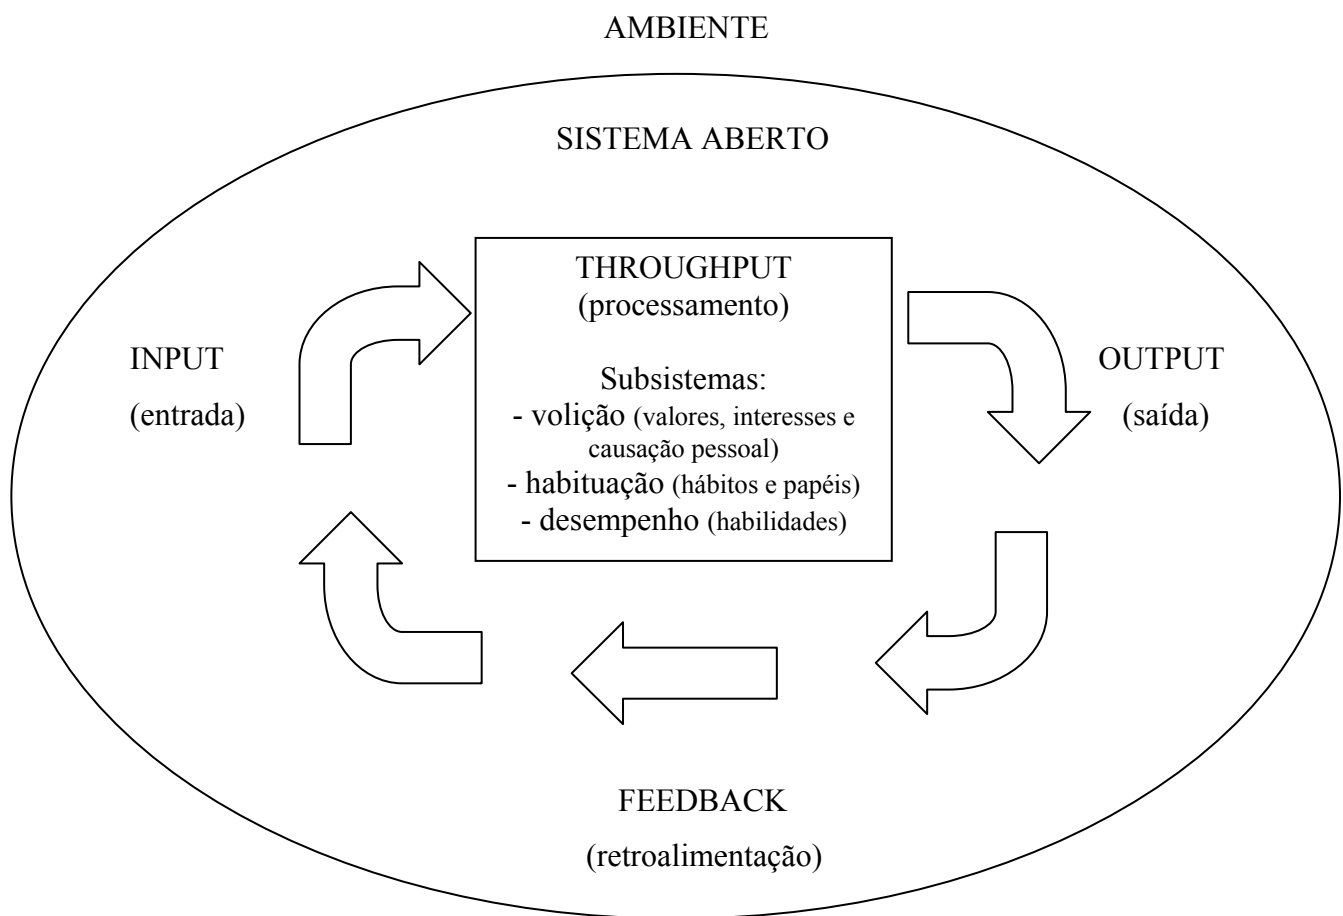 AMBIENTE
SISTEMA ABERTO
THROUGHPUT
(processamento)
INPUT
(entrada)
Subsistemas:
- volição (valores, interesses e
causação pessoal)
- habituação (hábitos e papéis)
- desempenho (habilidades)
OUTPUT
(saída)
FEEDBACK
(retroalimentação)